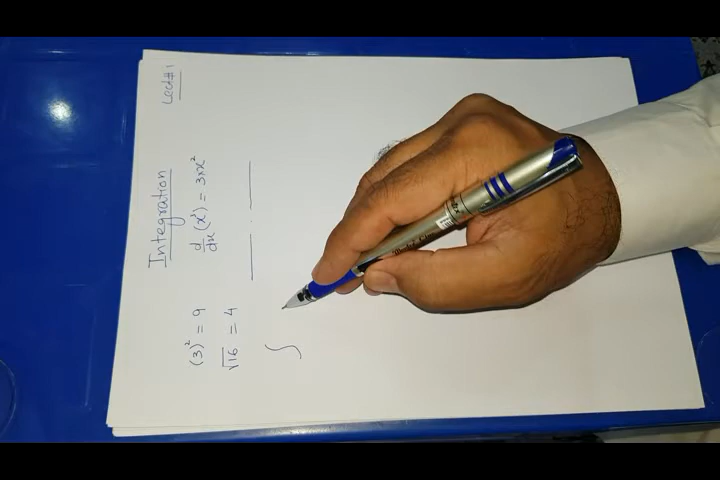 Integration Lect# 1
(3)² = 9
√16 = 4
d/dx (x³) = 3x²
∫